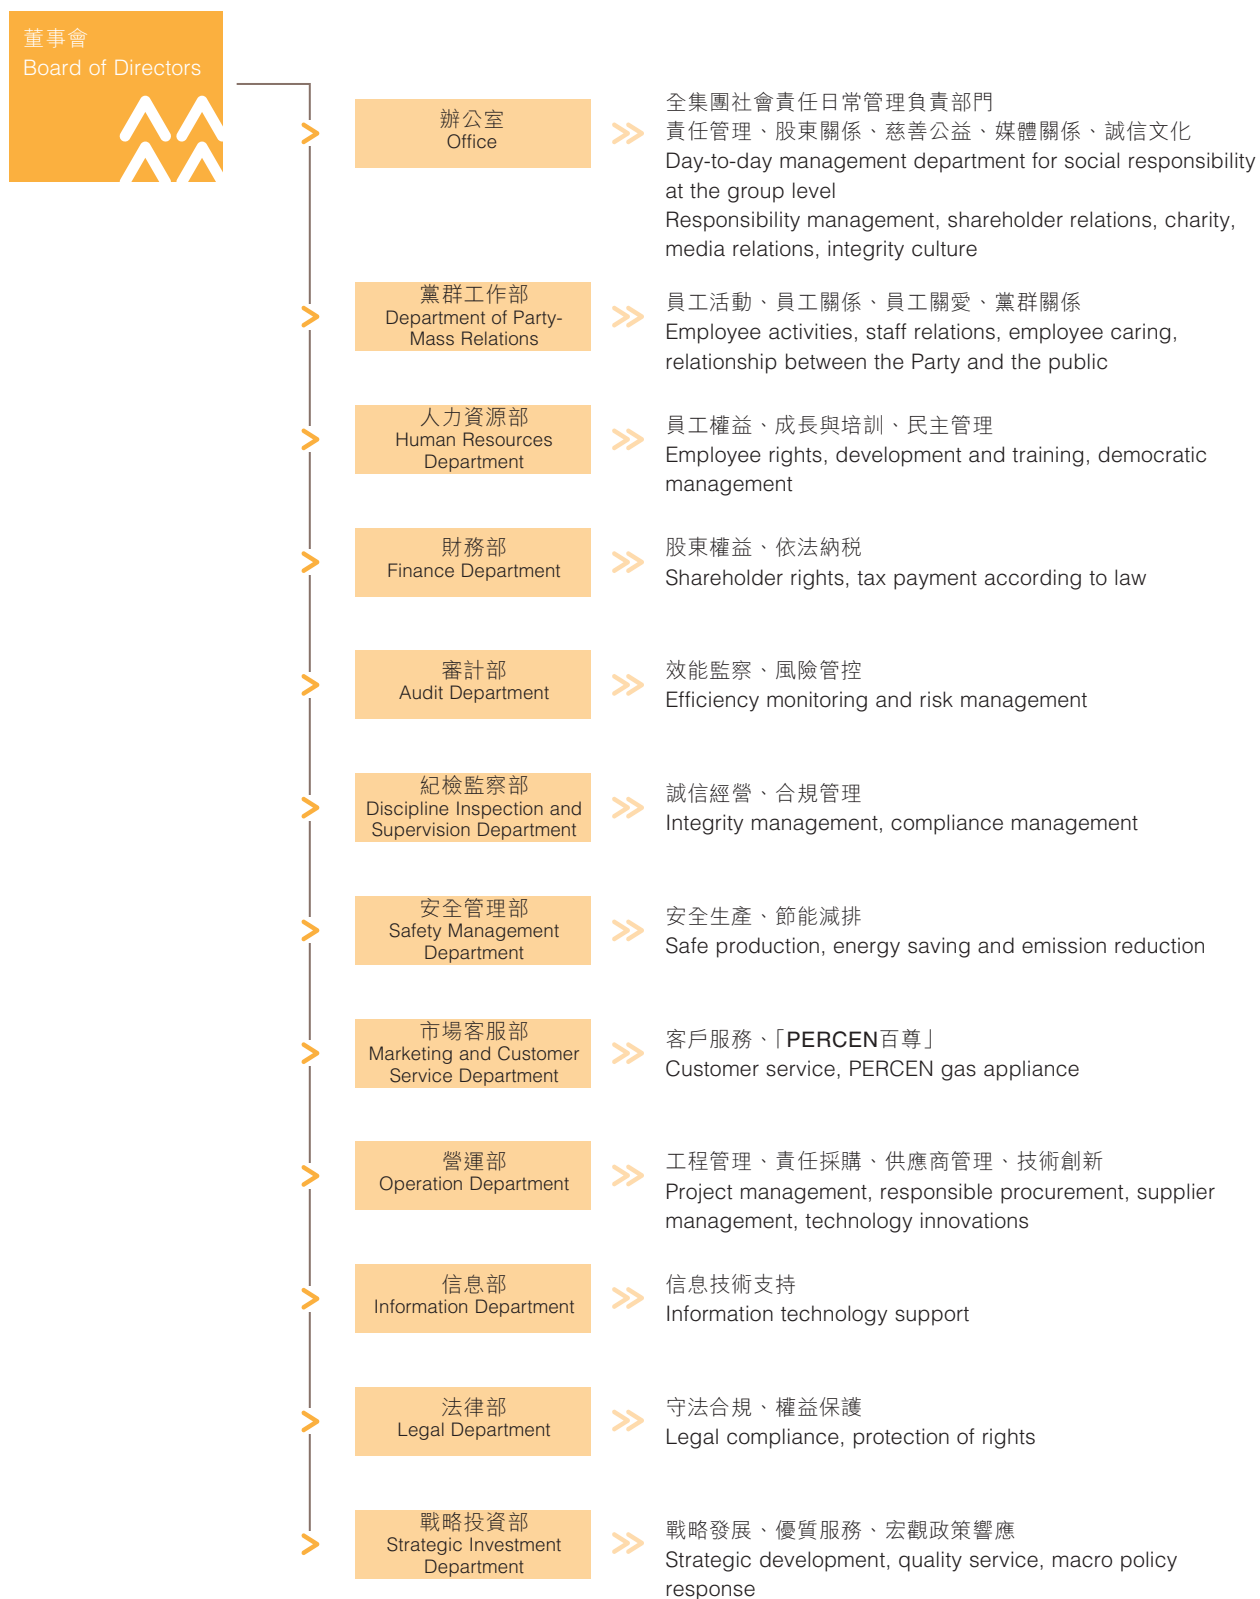 董事會
Board of Directors
辦公室
Office
全集團社會責任日常管理負責部門
責任管理、股東關係、慈善公益、媒體關係、誠信文化
Day-to-day management department for social responsibility
at the group level
Responsibility management, shareholder relations, charity,
media relations, integrity culture
黨群工作部
Department of Party-
Mass Relations
員工活動、員工關係、員工關愛、黨群關係
Employee activities, staff relations, employee caring,
relationship between the Party and the public
人力資源部
Human Resources
Department
員工權益、成長與培訓、民主管理
Employee rights, development and training, democratic
management
財務部
Finance Department
股東權益、依法納稅
Shareholder rights, tax payment according to law
審計部
Audit Department
效能監察、風險管控
Efficiency monitoring and risk management
紀檢監察部
Discipline Inspection and
Supervision Department
誠信經營、合規管理
Integrity management, compliance management
安全管理部
Safety Management
Department
安全生產、節能減排
Safe production, energy saving and emission reduction
市場客服部
Marketing and Customer
Service Department
客戶服務、「PERCEN百尊」
Customer service, PERCEN gas appliance
營運部
Operation Department
工程管理、責任採購、供應商管理、技術創新
Project management, responsible procurement, supplier
management, technology innovations
信息部
Information Department
信息技術支持
Information technology support
法律部
Legal Department
守法合規、權益保護
Legal compliance, protection of rights
戰略投資部
Strategic Investment
Department
戰略發展、優質服務、宏觀政策響應
Strategic development, quality service, macro policy
response